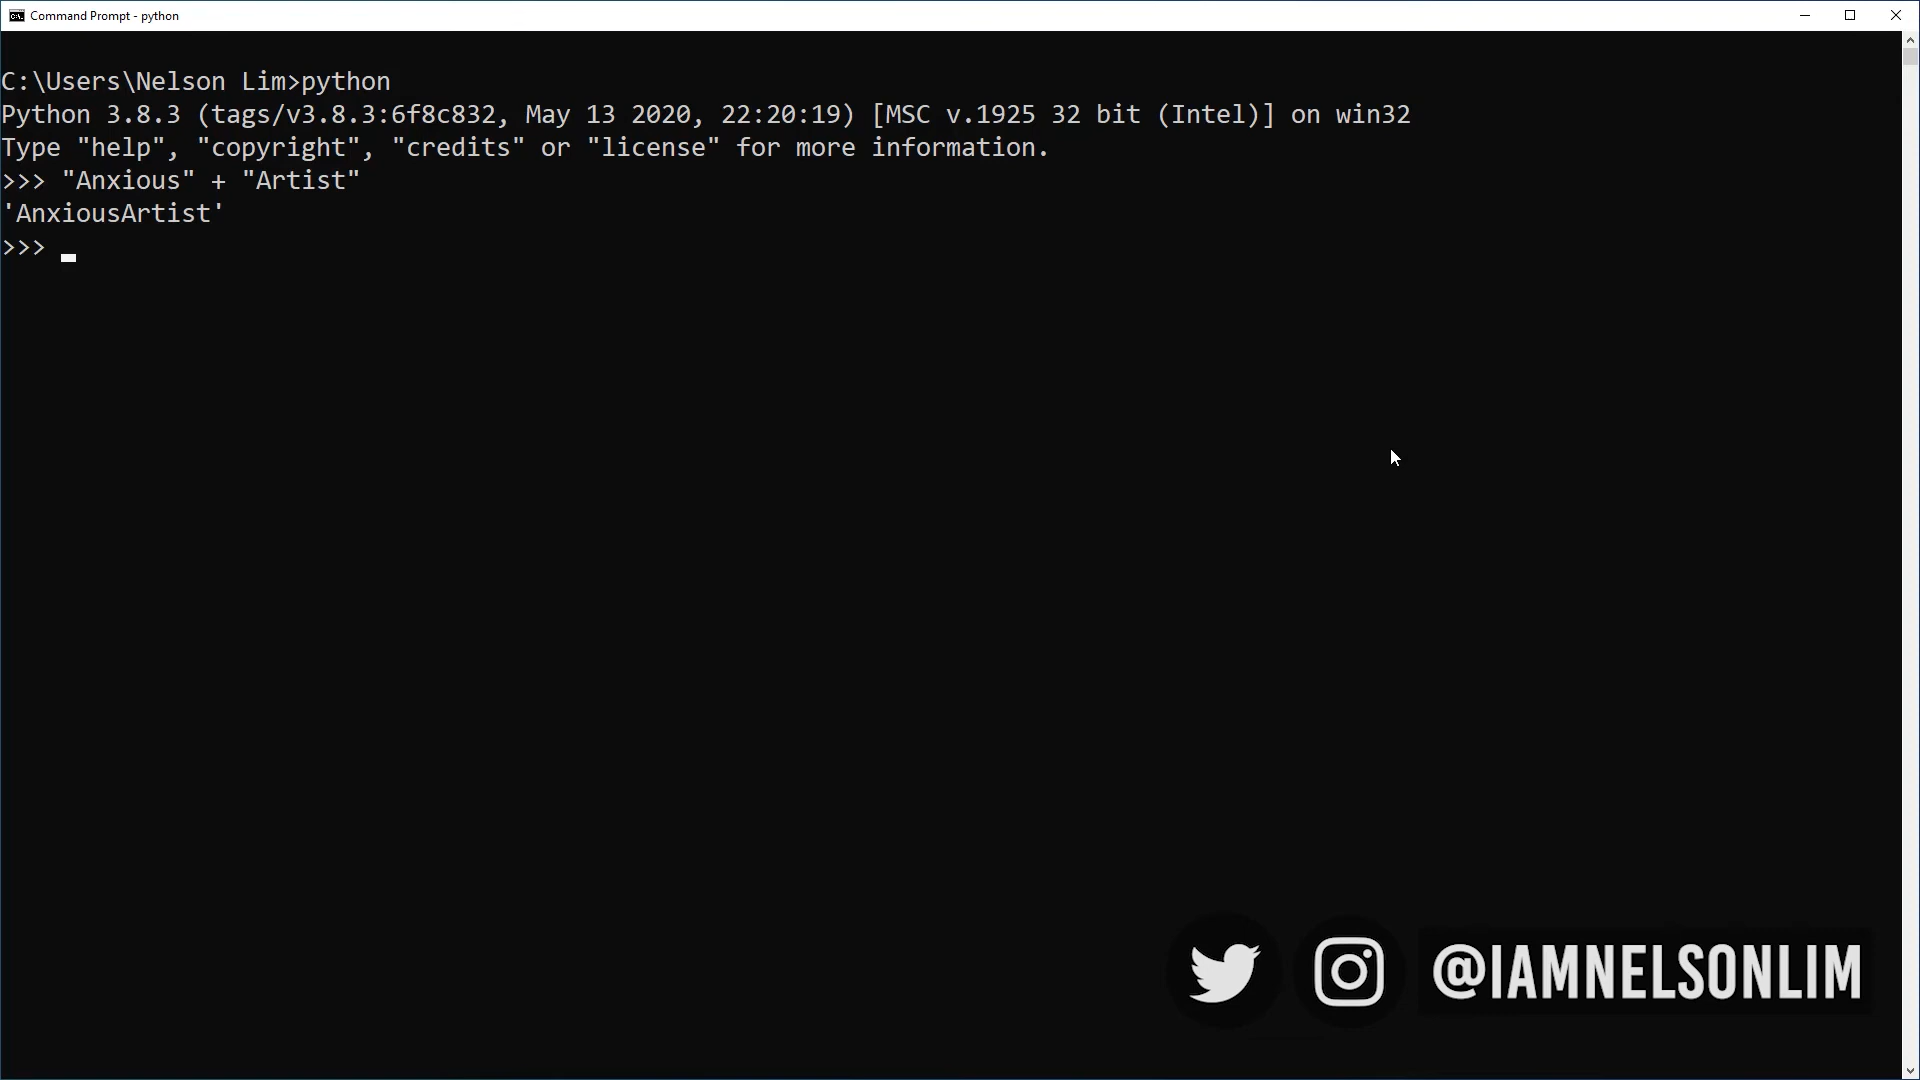 Command Prompt - python
C:\Users\Nelson Lim>python
Python 3.8.3 (tags/v3.8.3:6f8c832, May 13 2020, 22:20:19) [MSC v.1925 32 bit (Intel)] on win32
Type "help", "copyright", "credits" or "license" for more information.
>>> "Anxious" + "Artist"
'AnxiousArtist'
>>>
@IAMNELSONLIM